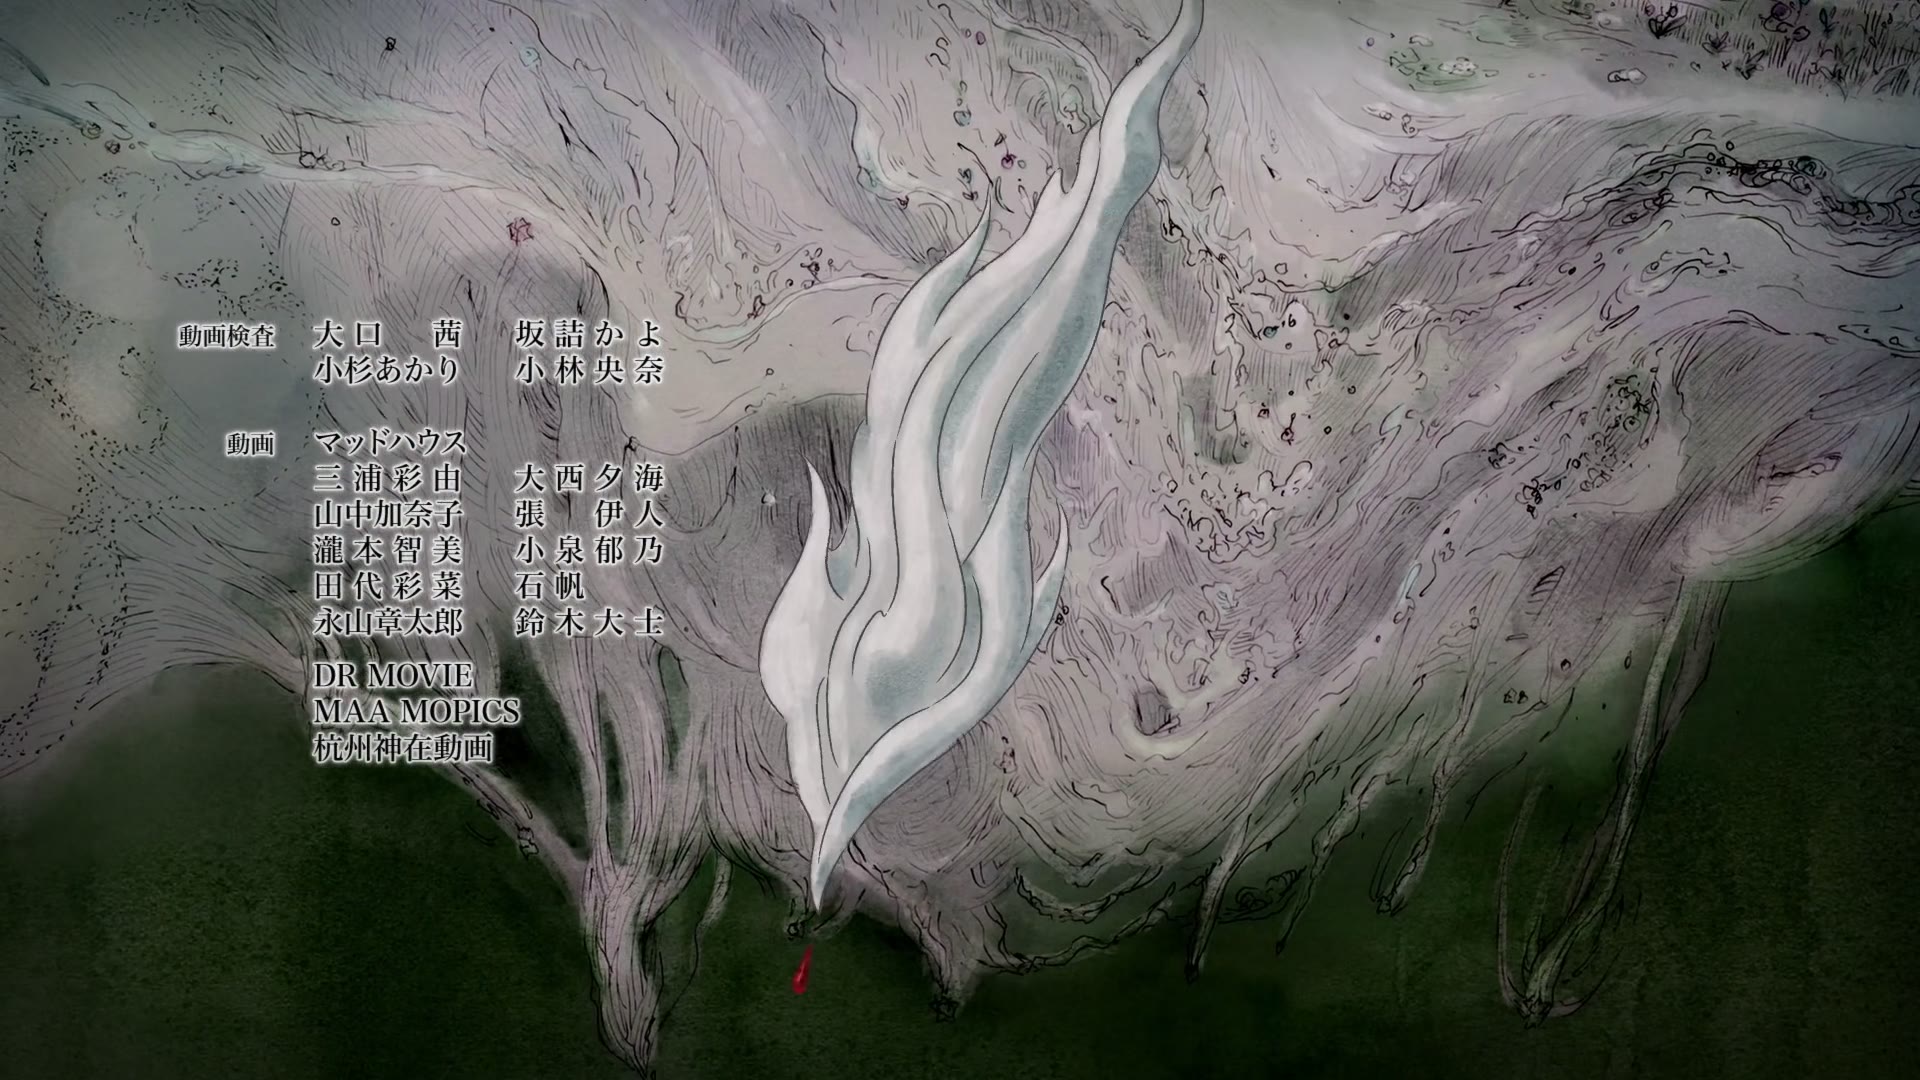 動画検査 大口 茜 坂詰かよ
小杉あかり 小林央奈
動画 マッドハウス
三浦彩由 大西夕海
山中加奈子 張 伊人
瀧本智美 小泉郁乃
田代彩菜 石帆
永山章太郎 鈴木大士
DR MOVIE
MAA MOPICS
杭州神在動画